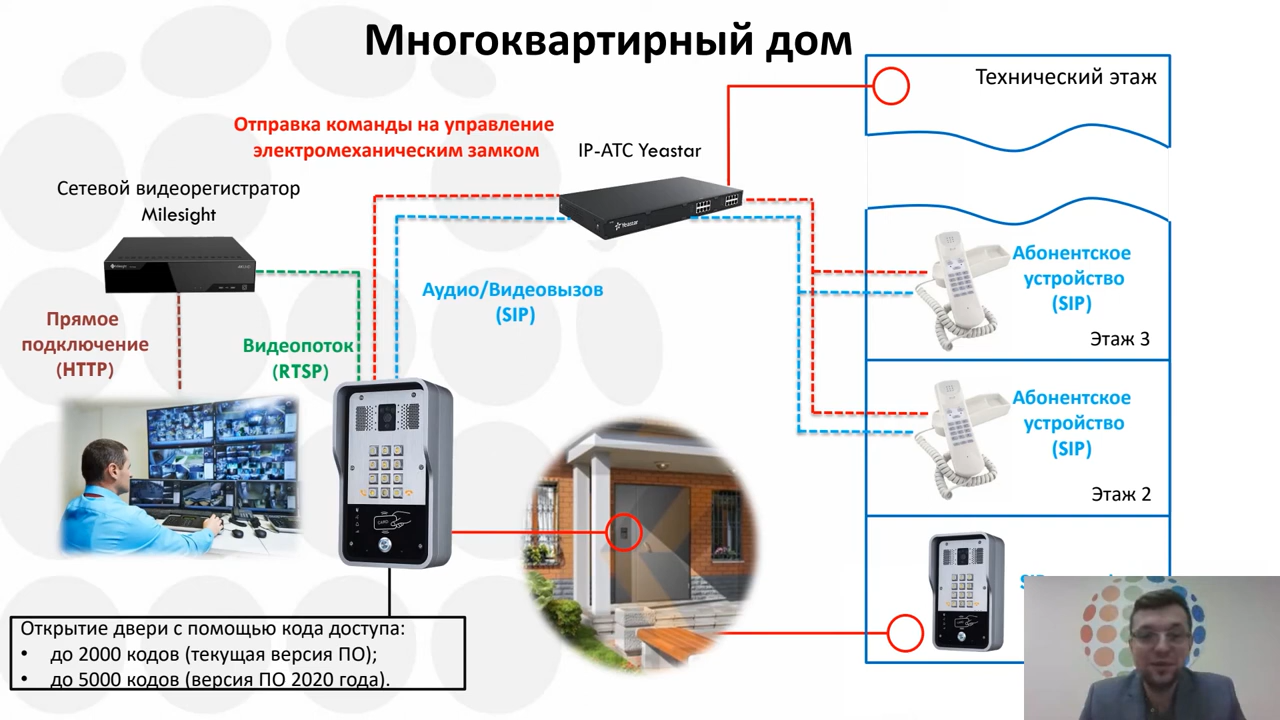 Многоквартирный дом
Технический этаж
Отправка команды на управление
электромеханическим замком
IP-АТС Yeastar
Сетевой видеорегистратор
Milesight
Yeastar
Абонентское
устройство
(SIP)
Этаж 3
Аудио/Видеовызов
(SIP)
Прямое
подключение
(HTTP)
Видеопоток
(RTSP)
Абонентское
устройство
(SIP)
Этаж 2
Открытие двери с помощью кода доступа:
• до 2000 кодов (текущая версия ПО);
• до 5000 кодов (версия ПО 2020 года).